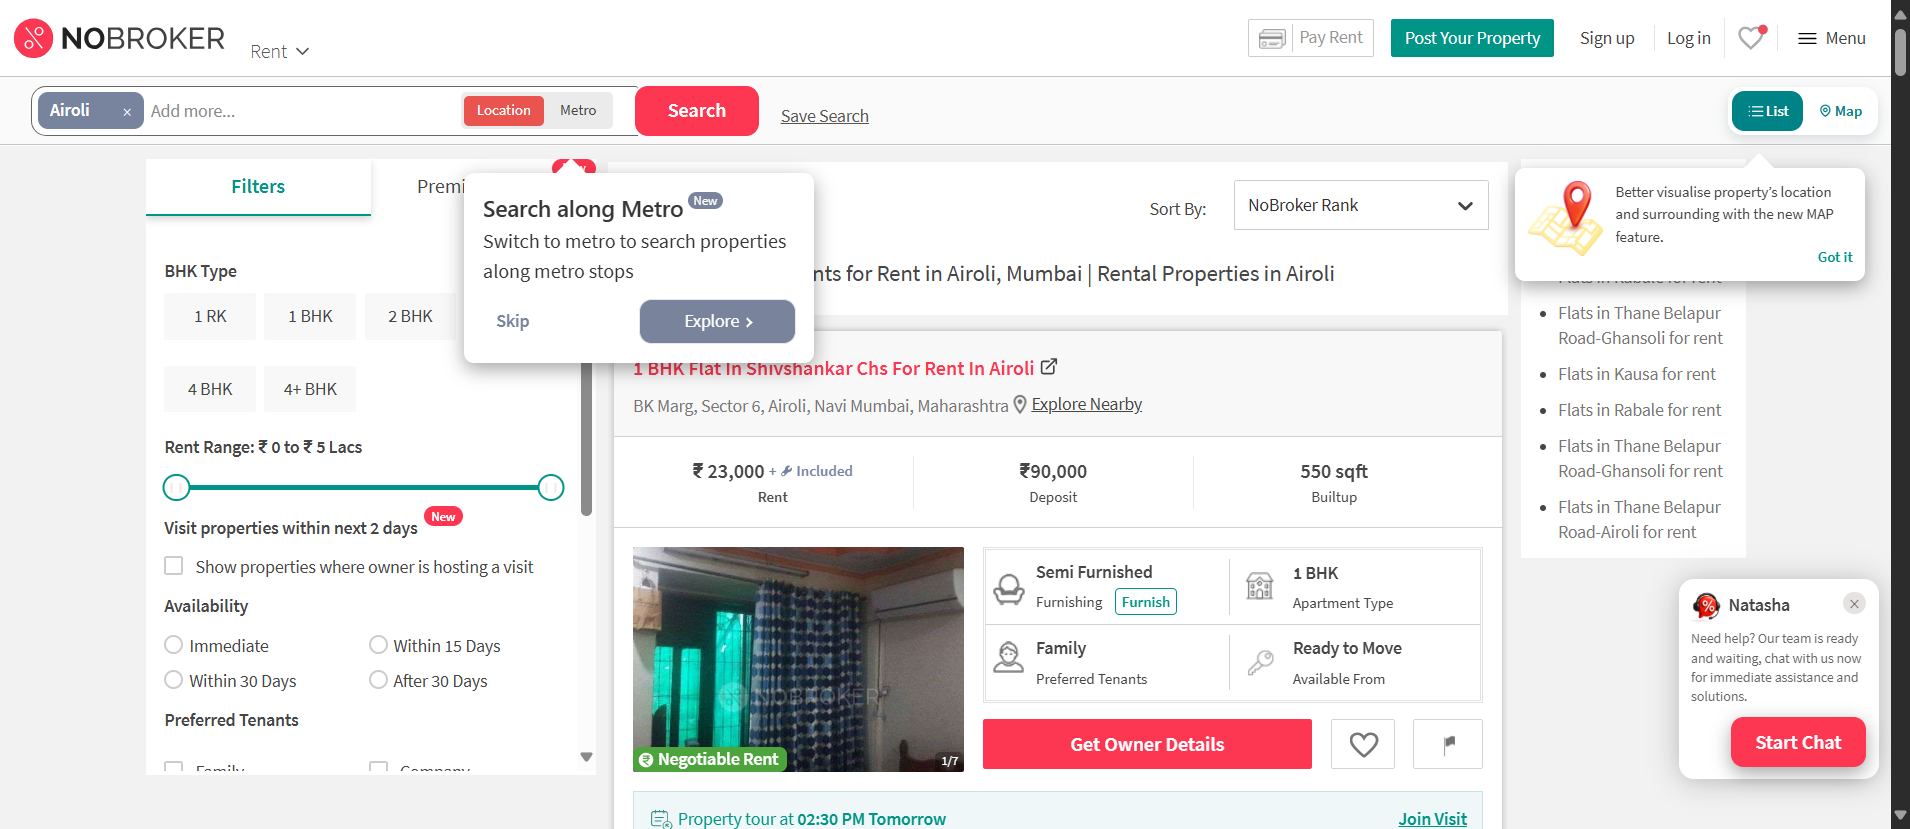 NOBROKER
Rent
Pay Rent
Post Your Property
Sign up
Log in
Menu
Airoli ×
Add more...
Location
Metro
Search
Save Search
List
Map
Filters
Premi
Search along Metro New
Switch to metro to search properties
along metro stops
Skip
Explore ›
Sort By:
NoBroker Rank
nts for Rent in Airoli, Mumbai | Rental Properties in Airoli
Better visualise property's location
and surrounding with the new MAP
feature.
Got it
BHK Type
1 RK
1 BHK
2 BHK
4 BHK
4+ BHK
Rent Range: ₹ 0 to ₹ 5 Lacs
Visit properties within next 2 days New
Show properties where owner is hosting a visit
Availability
Immediate
Within 15 Days
Within 30 Days
After 30 Days
Preferred Tenants
Family
Company
1 BHK Flat In Shivshankar Chs For Rent In Airoli
BK Marg, Sector 6, Airoli, Navi Mumbai, Maharashtra Explore Nearby
₹ 23,000 + Included
Rent
₹90,000
Deposit
550 sqft
Builtup
NOBROKER
Negotiable Rent
1/7
Semi Furnished
Furnishing Furnish
1 BHK
Apartment Type
Family
Preferred Tenants
Ready to Move
Available From
Get Owner Details
Property tour at 02:30 PM Tomorrow
Join Visit
Flats in Rabale for rent
Flats in Thane Belapur
Road-Ghansoli for rent
Flats in Kausa for rent
Flats in Rabale for rent
Flats in Thane Belapur
Road-Ghansoli for rent
Flats in Thane Belapur
Road-Airoli for rent
Natasha
Need help? Our team is ready
and waiting, chat with us now
for immediate assistance and
solutions.
Start Chat